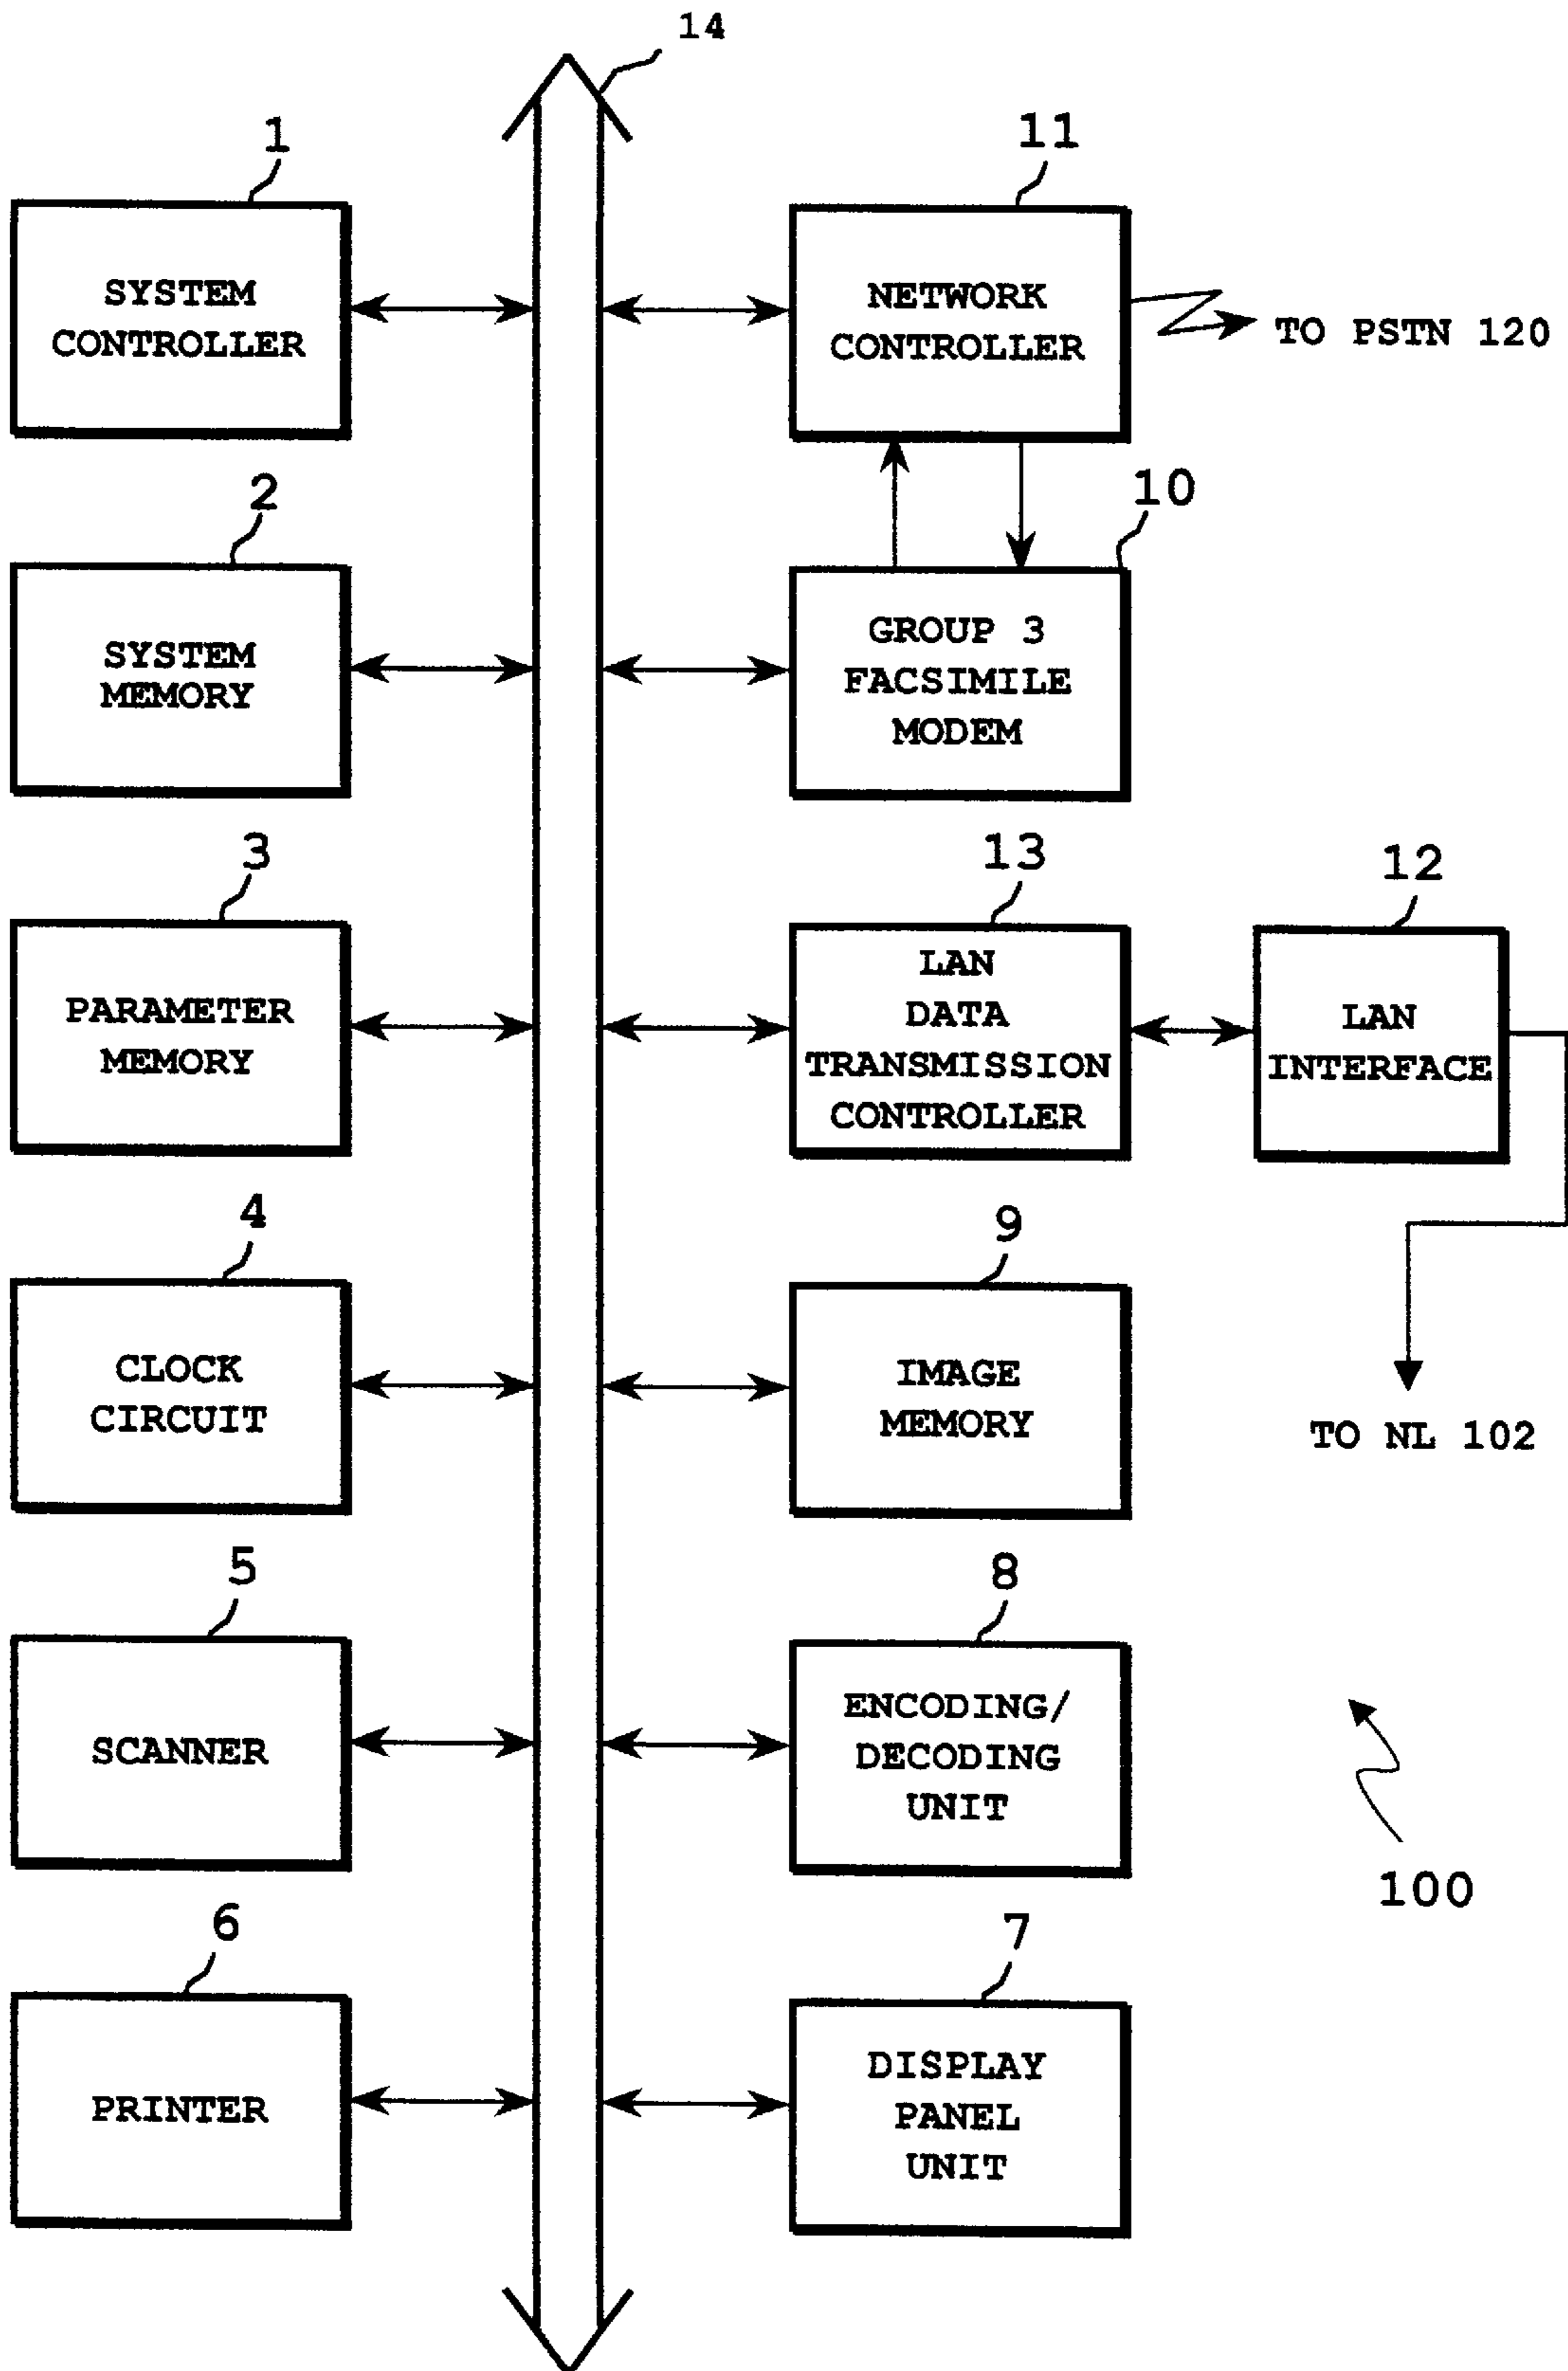 14
1
SYSTEM
CONTROLLER
11
NETWORK
CONTROLLER
TO PSTN 120
2
SYSTEM
MEMORY
10
GROUP 3
FACSIMILE
MODEM
3
PARAMETER
MEMORY
13
LAN
DATA
TRANSMISSION
CONTROLLER
12
LAN
INTERFACE
TO NL 102
4
CLOCK
CIRCUIT
9
IMAGE
MEMORY
5
SCANNER
8
ENCODING/
DECODING
UNIT
100
6
PRINTER
7
DISPLAY
PANEL
UNIT